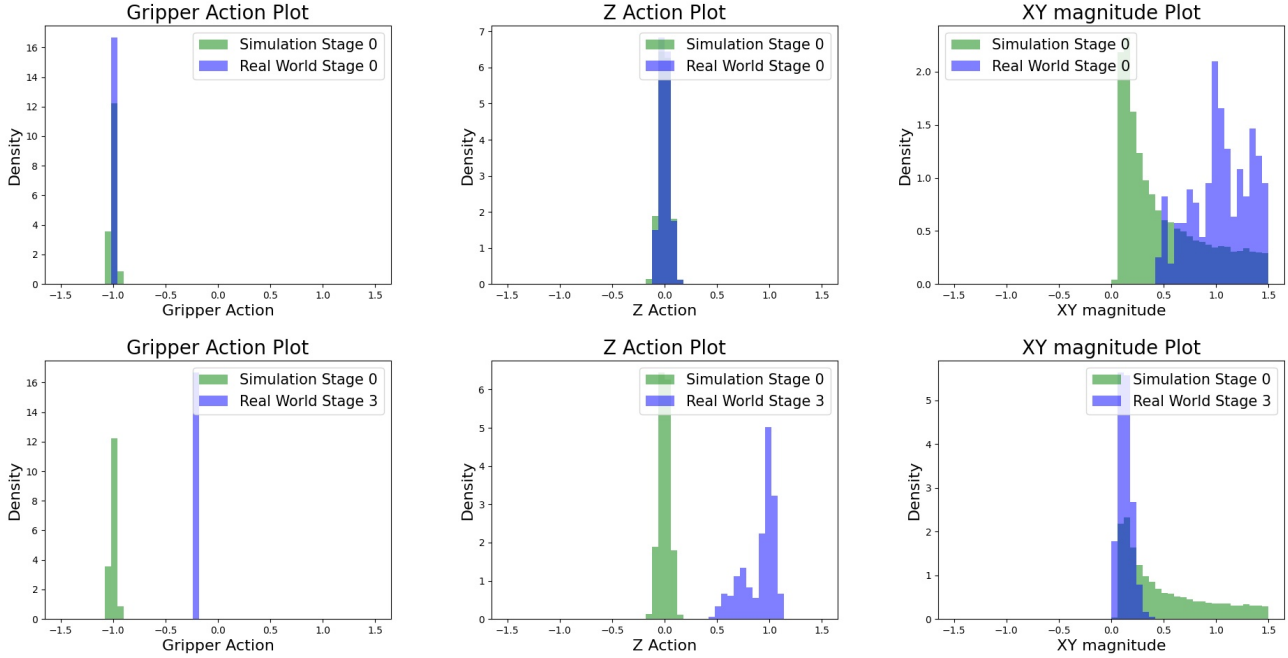 Gripper Action Plot
Simulation Stage 0
Real World Stage 0
Density
16
14
12
10
8
6
4
2
0
−1.5
−1.0
−0.5
0.0
0.5
1.0
1.5
Gripper Action
Z Action Plot
Simulation Stage 0
Real World Stage 0
Density
7
6
5
4
3
2
1
0
−1.5
−1.0
−0.5
0.0
0.5
1.0
1.5
Z Action
XY magnitude Plot
Simulation Stage 0
Real World Stage 0
Density
2.0
1.5
1.0
0.5
0.0
−1.5
−1.0
−0.5
0.0
0.5
1.0
1.5
XY magnitude
Gripper Action Plot
Simulation Stage 0
Real World Stage 3
Density
16
14
12
10
8
6
4
2
0
−1.5
−1.0
−0.5
0.0
0.5
1.0
1.5
Gripper Action
Z Action Plot
Simulation Stage 0
Real World Stage 3
Density
6
5
4
3
2
1
0
−1.5
−1.0
−0.5
0.0
0.5
1.0
1.5
Z Action
XY magnitude Plot
Simulation Stage 0
Real World Stage 3
Density
5
4
3
2
1
0
−1.5
−1.0
−0.5
0.0
0.5
1.0
1.5
XY magnitude